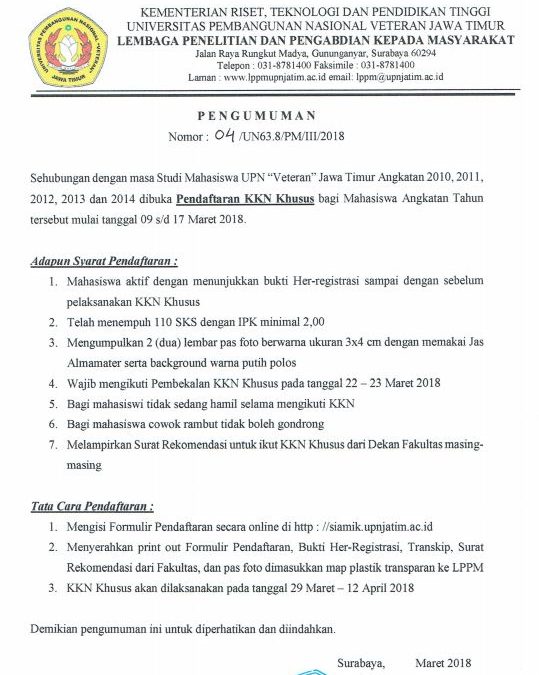 KEMENTERIAN RISET, TEKNOLOGI DAN PENDIDIKAN TINGGI
UNIVERSITAS PEMBANGUNAN NASIONAL VETERAN JAWA TIMUR
LEMBAGA PENELITIAN DAN PENGABDIAN KEPADA MASYARAKAT
Jalan Raya Rungkut Madya, Gununganyar, Surabaya 60294
Telepon : 031-8781400 Faksimile : 031-8781400
Laman : www.lppmupnjatim.ac.id email: lppm@upnjatim.ac.id
UNIVERSITAS PEMBANGUNAN NASIONAL "VETERAN"
JAWA TIMUR
PENGUMUMAN
Nomor : 04 /UN63.8/PM/III/2018
Sehubungan dengan masa Studi Mahasiswa UPN "Veteran" Jawa Timur Angkatan 2010, 2011,
2012, 2013 dan 2014 dibuka Pendaftaran KKN Khusus bagi Mahasiswa Angkatan Tahun
tersebut mulai tanggal 09 s/d 17 Maret 2018.
Adapun Syarat Pendaftaran :
1. Mahasiswa aktif dengan menunjukkan bukti Her-registrasi sampai dengan sebelum
pelaksanakan KKN Khusus
2. Telah menempuh 110 SKS dengan IPK minimal 2,00
3. Mengumpulkan 2 (dua) lembar pas foto berwarna ukuran 3x4 cm dengan memakai Jas
Almamater serta background warna putih polos
4. Wajib mengikuti Pembekalan KKN Khusus pada tanggal 22 – 23 Maret 2018
5. Bagi mahasiswi tidak sedang hamil selama mengikuti KKN
6. Bagi mahasiswa cowok rambut tidak boleh gondrong
7. Melampirkan Surat Rekomendasi untuk ikut KKN Khusus dari Dekan Fakultas masing-
masing
Tata Cara Pendaftaran :
1. Mengisi Formulir Pendaftaran secara online di http : //siamik.upnjatim.ac.id
2. Menyerahkan print out Formulir Pendaftaran, Bukti Her-Registrasi, Transkip, Surat
Rekomendasi dari Fakultas, dan pas foto dimasukkan map plastik transparan ke LPPM
3. KKN Khusus akan dilaksanakan pada tanggal 29 Maret – 12 April 2018
Demikian pengumuman ini untuk diperhatikan dan diindahkan.
Surabaya, Maret 2018